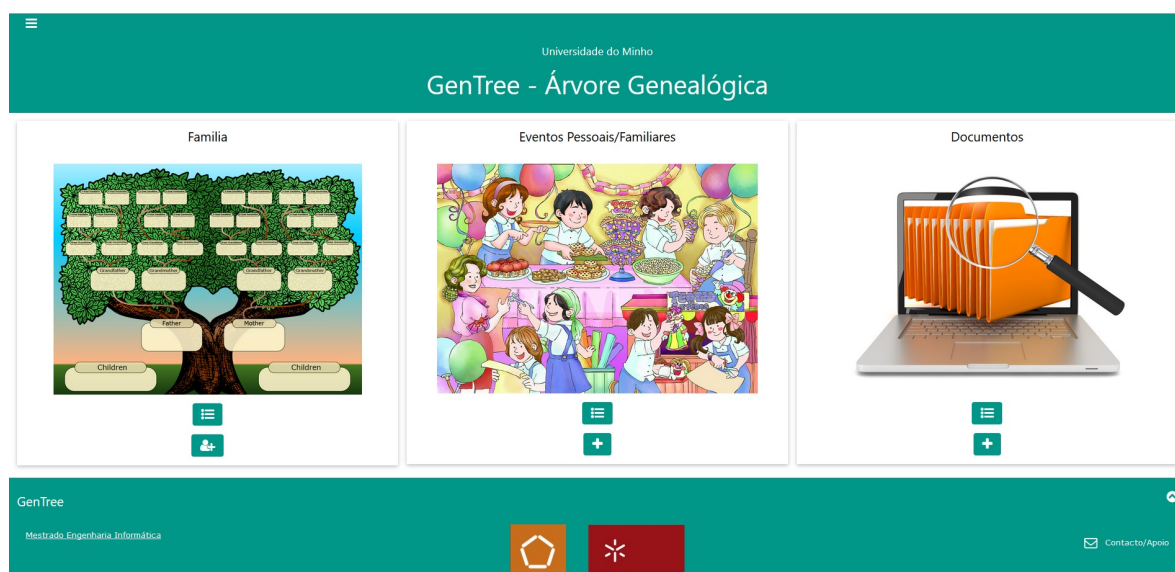 Universidade do Minho
GenTree - Árvore Genealógica
Familia
Eventos Pessoais/Familiares
Documentos
Grandfather
Grandmother
Grandfather
Grandmother
Father
Mother
Children
Children
GenTree
Mestrado Engenharia Informática
Contacto/Apoio